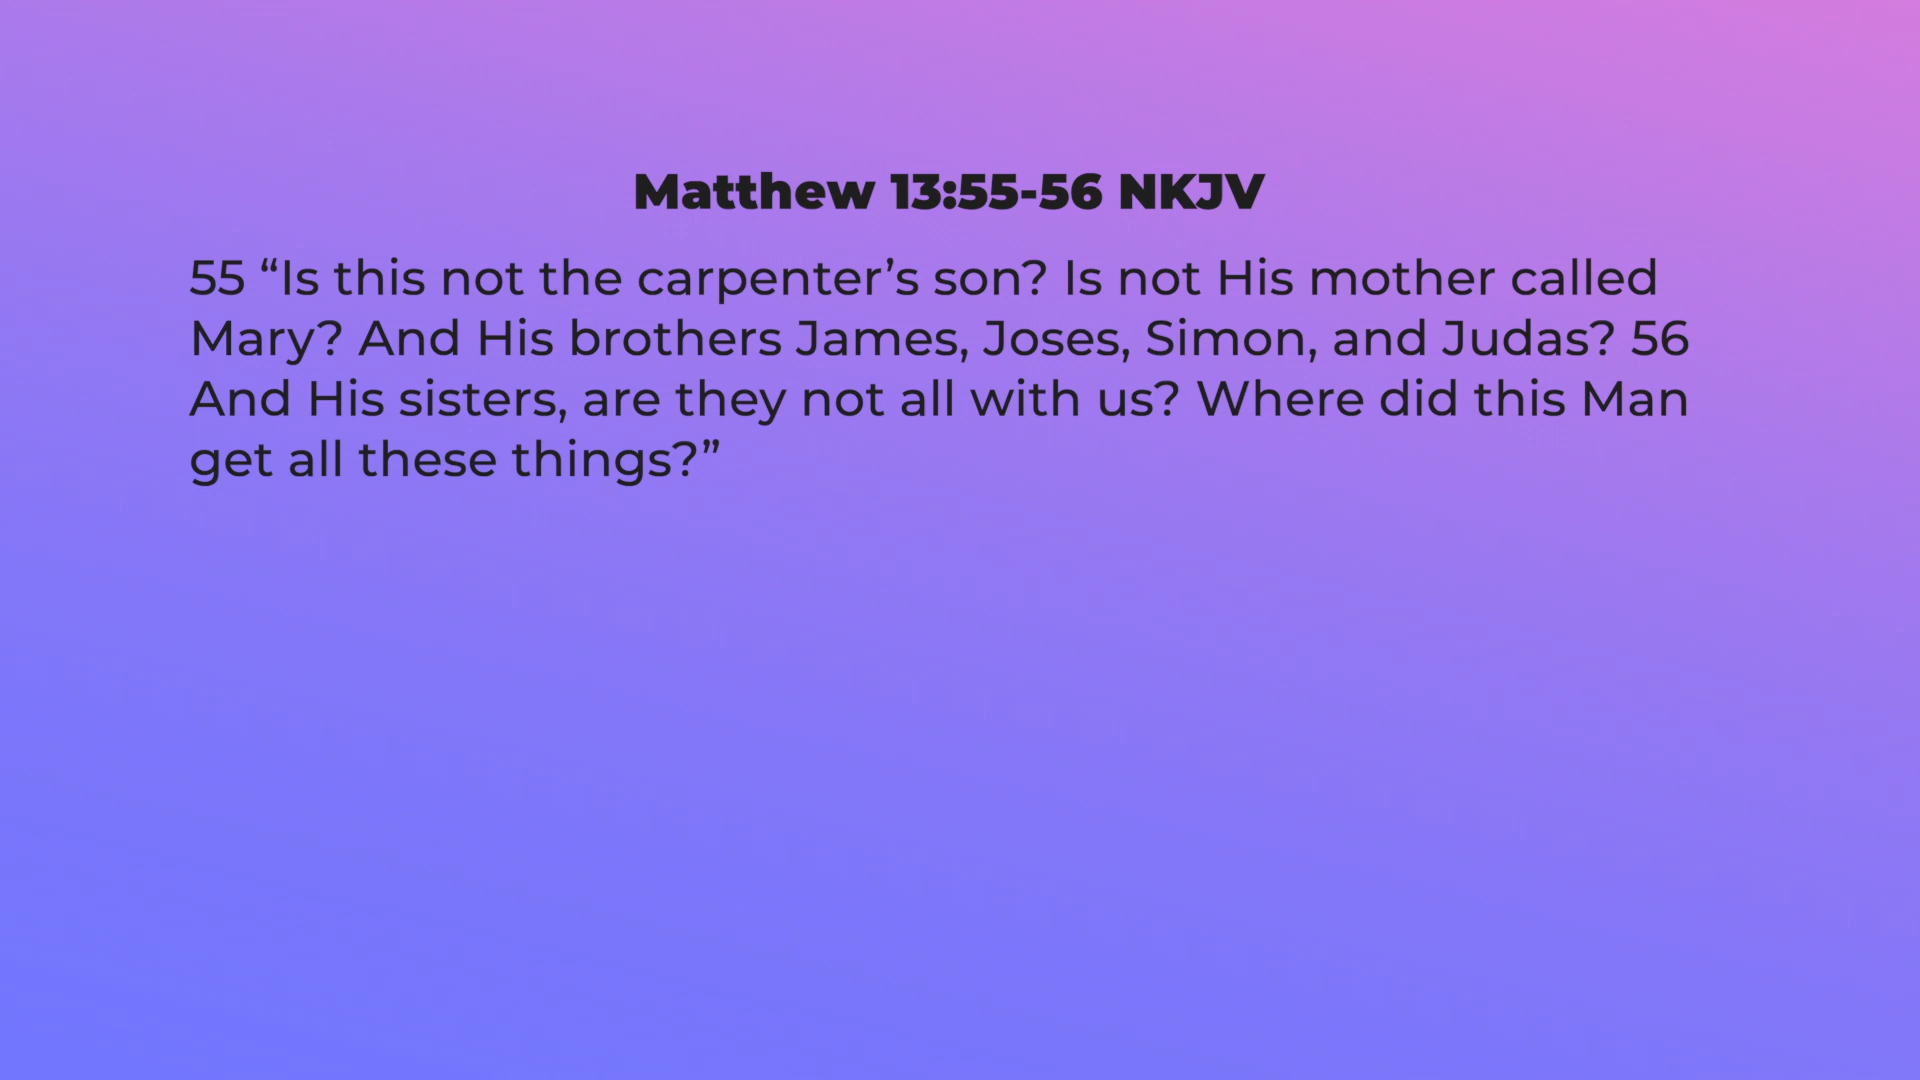 Matthew 13:55-56 NKJV
55 “Is this not the carpenter’s son? Is not His mother called
Mary? And His brothers James, Joses, Simon, and Judas? 56
And His sisters, are they not all with us? Where did this Man
get all these things?”